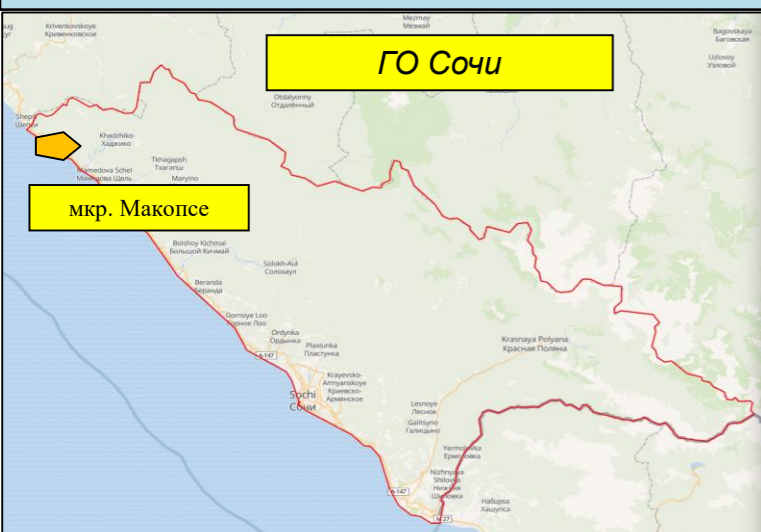 Krivenkovskoye
Кривенковское
Mezmay
Мезмай
Bagovskaya
Баговская
ГО Сочи
Uzlovoy
Узловой
Otdalyonny
Отдалённый
Shepsi
Шепси
Khadzhiko
Хаджико
Tkhagapsh
Тхагапш
Mamedova Schel
Мамедова Щель
Maryino
мкр. Макопсе
Bolshoy Kichmai
Большой Кичмай
Solokh-Aul
Солохаул
Beranda
Беранда
Gornoye Loo
Горное Лоо
Ordynka
Ордынка
Plastunka
Пластунка
A-147
Krasnaya Polyana
Красная Поляна
Krayevsko-
Armyanskoye
Краевско-
Армянское
Sochi
Сочи
Lesnoye
Лесное
Galitsyno
Галицыно
Yermolovka
Ермоловка
Nizhnyaya
Shilovka
Нижняя
Шиловка
A-147
Hašupsa
Хашупса